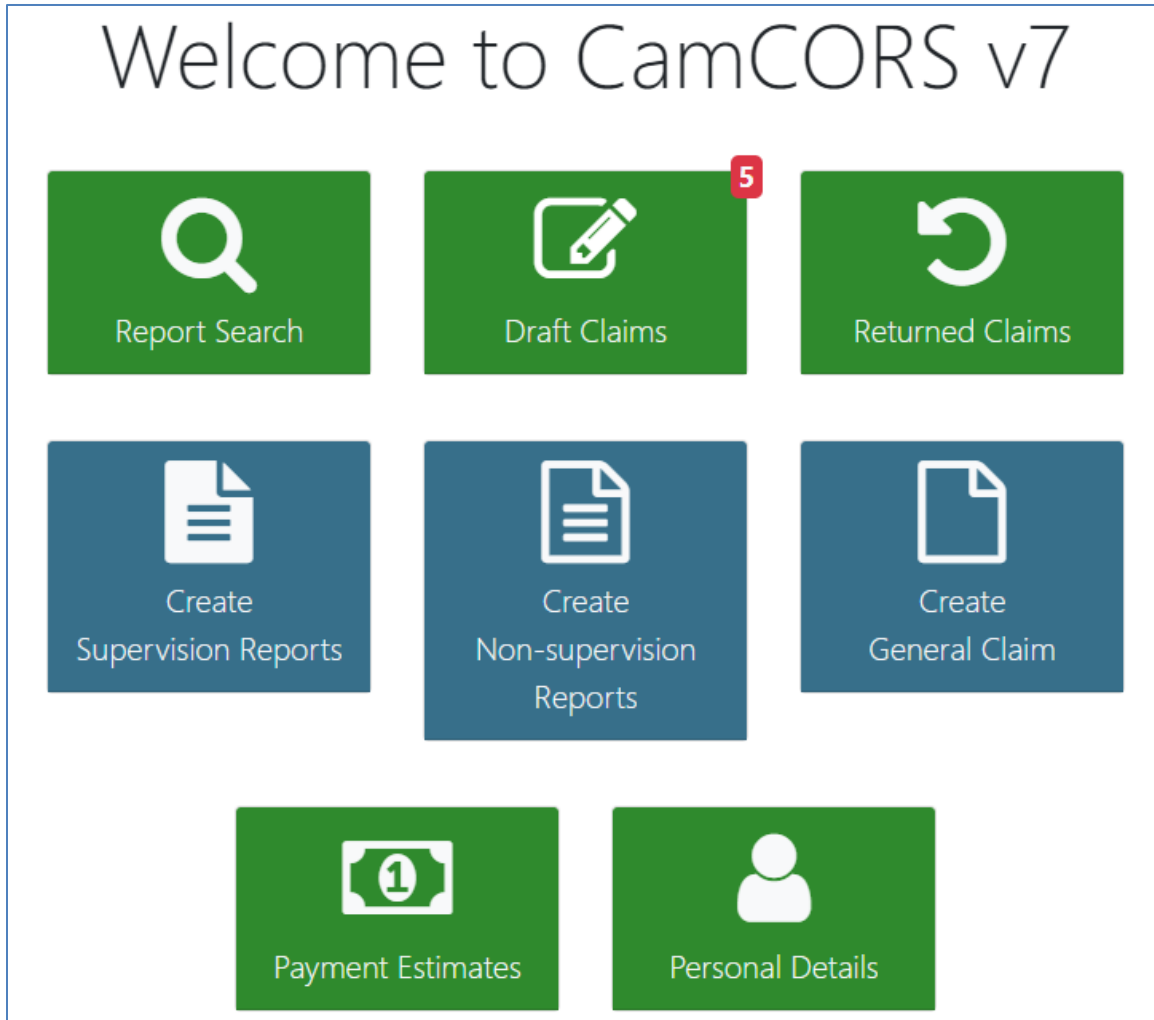 Welcome to CamCORS v7
5
Report Search
Draft Claims
Returned Claims
Create
Supervision Reports
Create
Non-supervision
Reports
Create
General Claim
1
Payment Estimates
Personal Details